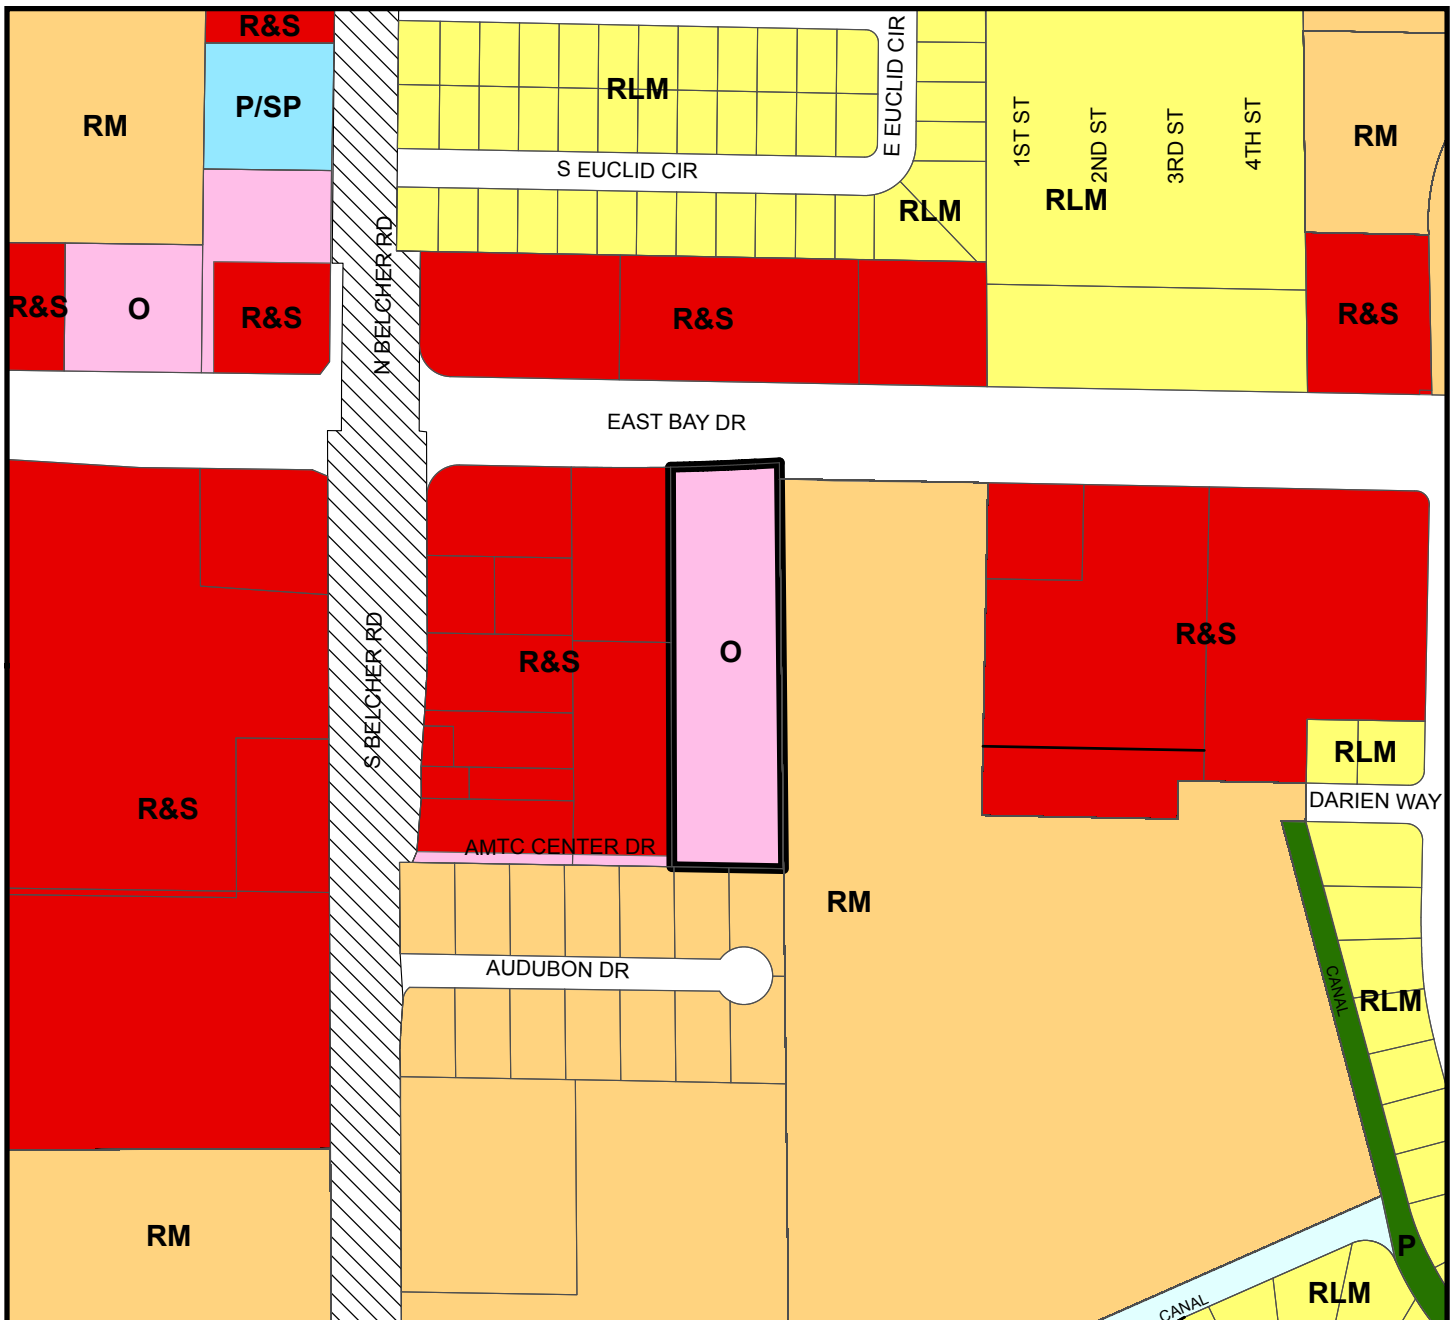 R&S
P/SP
RM
RLM
E EUCLID CIR
S EUCLID CIR
1ST ST
2ND ST
3RD ST
4TH ST
RM
RLM
RLM
N BELCHER RD
R&S
O
R&S
R&S
R&S
EAST BAY DR
O
R&S
R&S
S BELCHER RD
RLM
R&S
DARIEN WAY
AMTC CENTER DR
RM
AUDUBON DR
CANAL
RLM
RM
P
RLM
CANAL